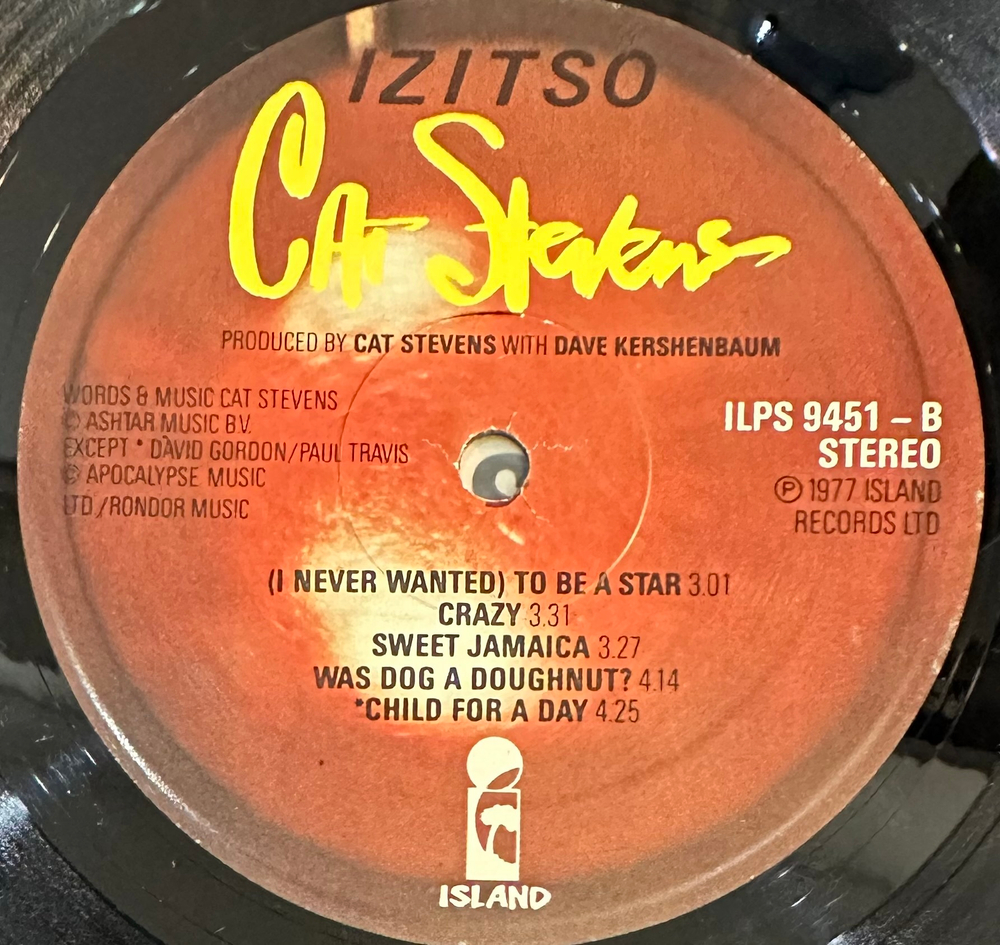 IZITSO
Cat Stevens
PRODUCED BY CAT STEVENS WITH DAVE KERSHENBAUM
WORDS & MUSIC CAT STEVENS
© ASHTAR MUSIC B.V.
EXCEPT * DAVID GORDON/PAUL TRAVIS
© APOCALYPSE MUSIC
LTD./RONDOR MUSIC
ILPS 9451 – B
STEREO
℗ 1977 ISLAND
RECORDS LTD
(I NEVER WANTED) TO BE A STAR 3.01
CRAZY 3.31
SWEET JAMAICA 3.27
WAS DOG A DOUGHNUT? 4.14
*CHILD FOR A DAY 4.25
ISLAND